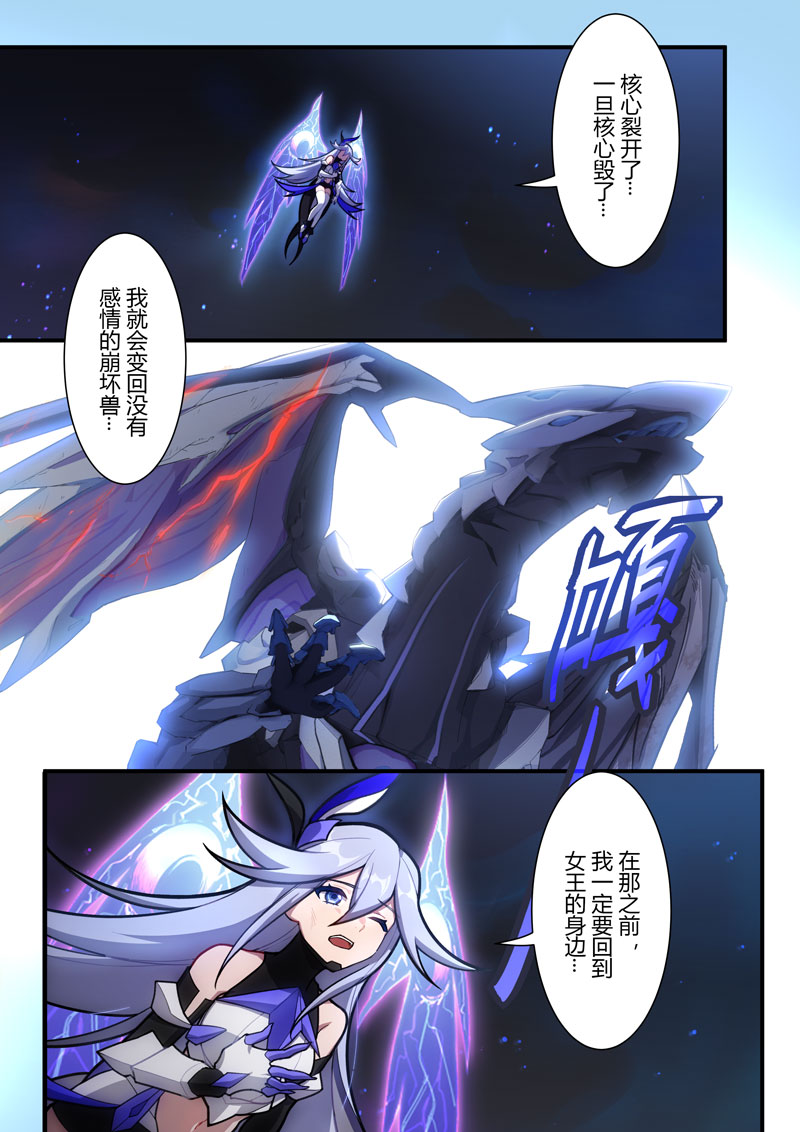 核心裂开了…
一旦核心毁了…
我就会变回没有
感情的崩坏兽…
嘎
在那之前，
我一定要回到
女王的身边…